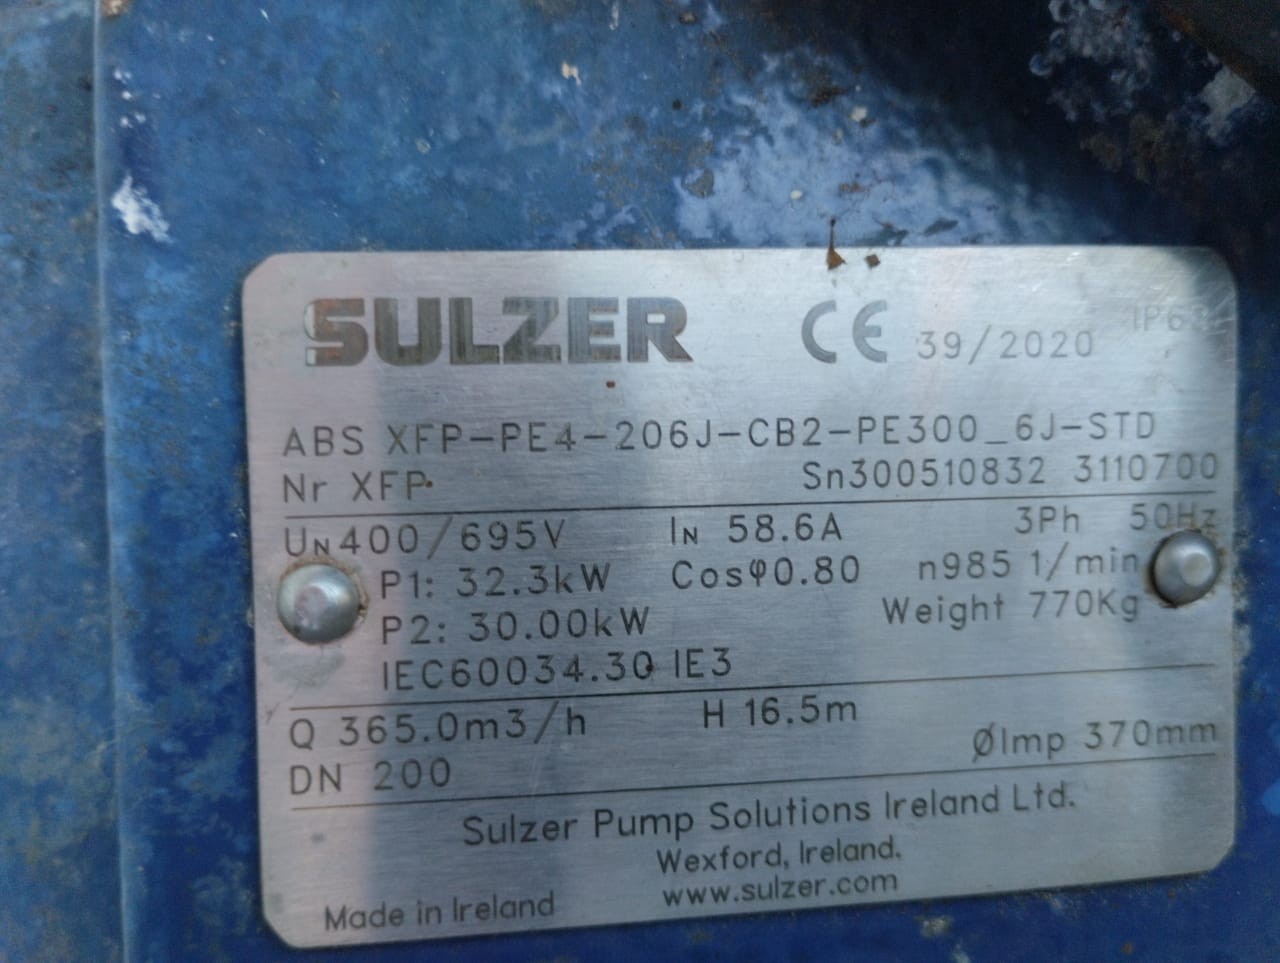 SULZER CE 39/2020 IP68
ABS XFP-PE4-206J-CB2-PE300_6J-STD
Nr XFP Sn300510832 3110700
UN400/695V IN 58.6A 3Ph 50Hz
P1: 32.3kW Cosφ0.80 n985 1/min
P2: 30.00kW Weight 770Kg
IEC60034.30 IE3
Q 365.0m3/h H 16.5m
DN 200 ØImp 370mm
Sulzer Pump Solutions Ireland Ltd.
Wexford, Ireland.
www.sulzer.com
Made in Ireland